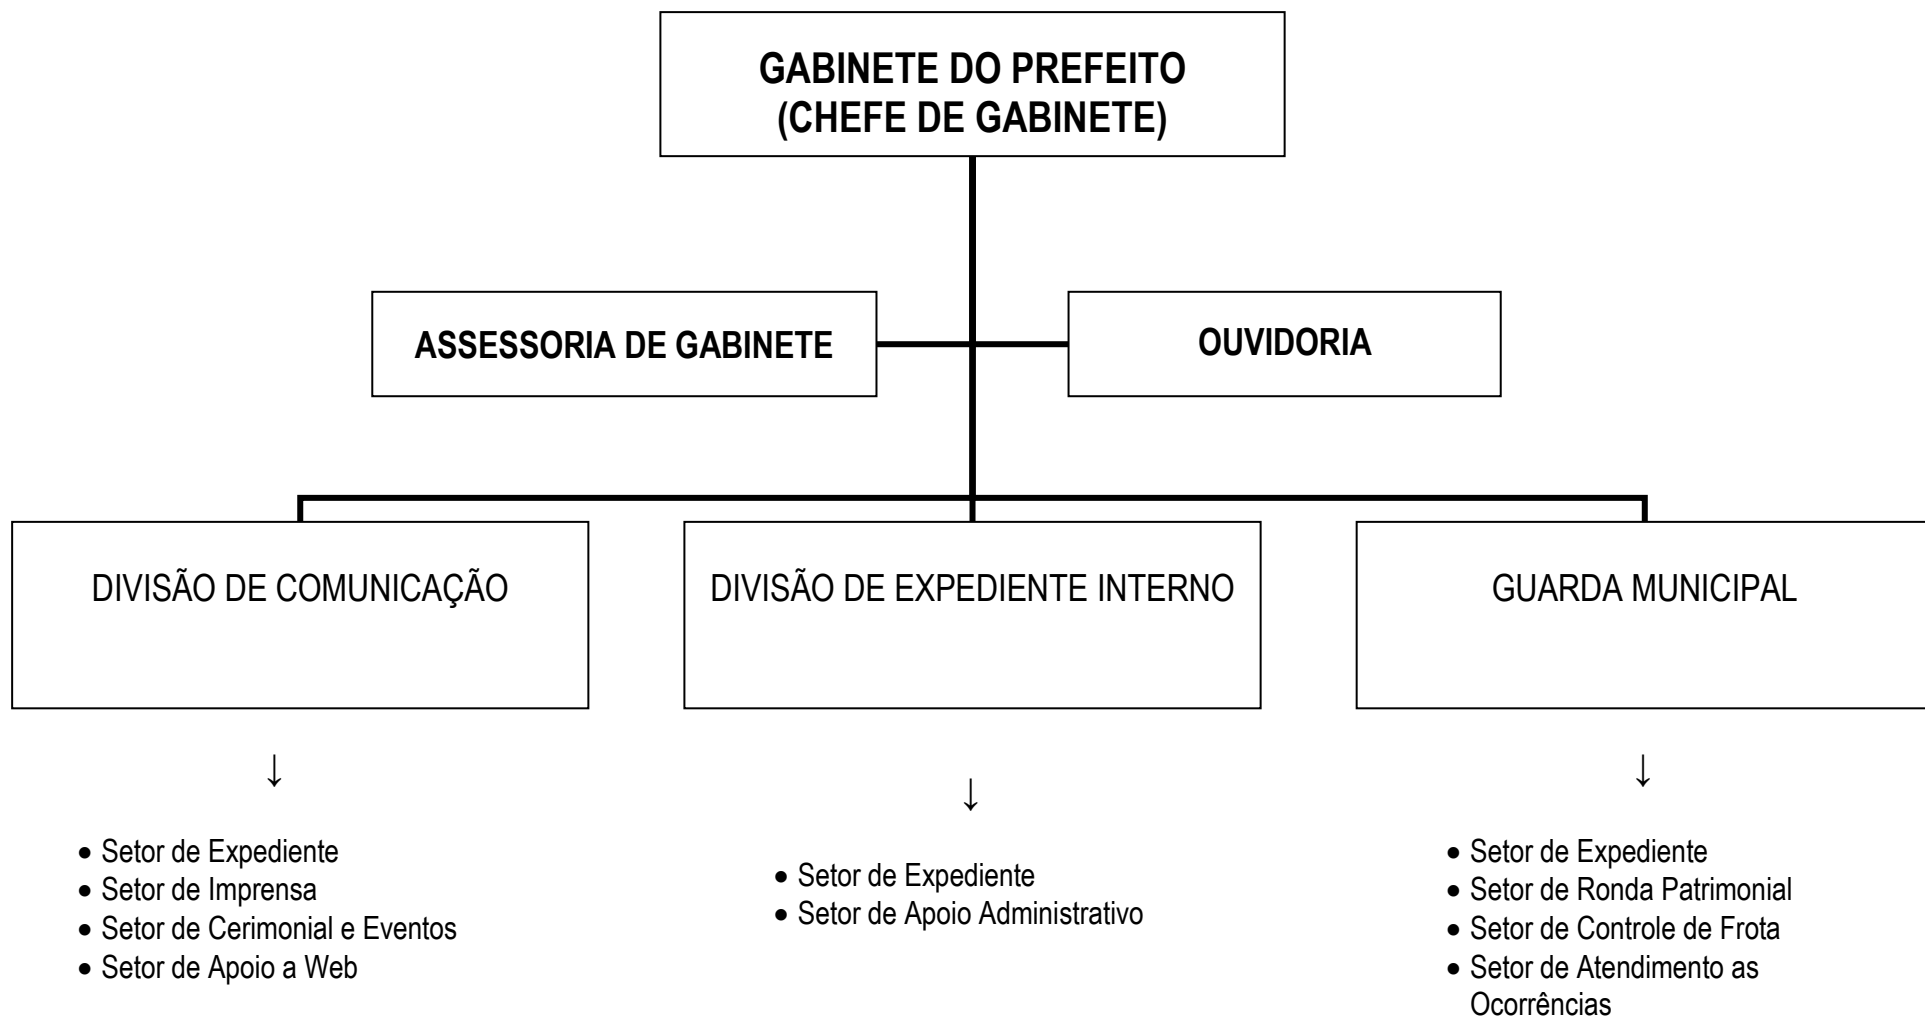 GABINETE DO PREFEITO
(CHEFE DE GABINETE)
ASSESSORIA DE GABINETE
OUVIDORIA
DIVISÃO DE COMUNICAÇÃO
DIVISÃO DE EXPEDIENTE INTERNO
GUARDA MUNICIPAL
↓
• Setor de Expediente
• Setor de Imprensa
• Setor de Cerimonial e Eventos
• Setor de Apoio a Web
↓
• Setor de Expediente
• Setor de Apoio Administrativo
↓
• Setor de Expediente
• Setor de Ronda Patrimonial
• Setor de Controle de Frota
• Setor de Atendimento as
Ocorrências